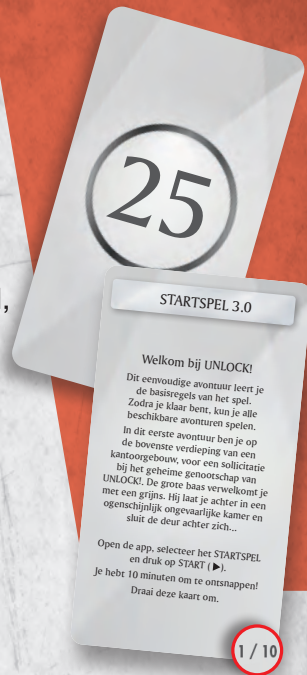 25
,
STARTSPEL 3.0
Welkom bij UNLOCK!
Dit eenvoudige avontuur leert je
de basisregels van het spel.
Zodra je klaar bent, kun je alle
beschikbare avonturen spelen.
In dit eerste avontuur ben je op
de bovenste verdieping van een
kantoorgebouw, voor een sollicitatie
bij het geheime genootschap van
UNLOCK!. De grote baas verwelkomt je
met een grijns. Hij laat je achter in een
ogenschijnlijk ongevaarlijke kamer en
sluit de deur achter zich...
Open de app, selecteer het STARTSPEL
en druk op START (▶).
Je hebt 10 minuten om te ontsnappen!
Draai deze kaart om.
1 / 10